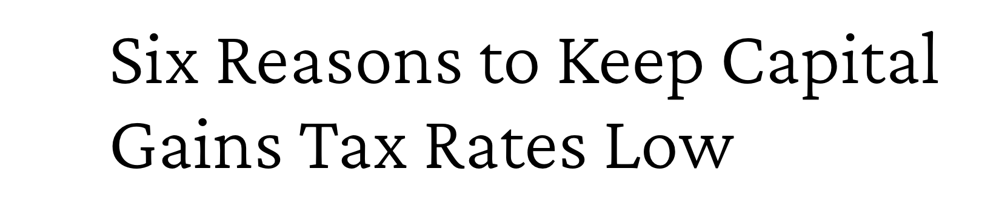 Six Reasons to Keep Capital
Gains Tax Rates Low